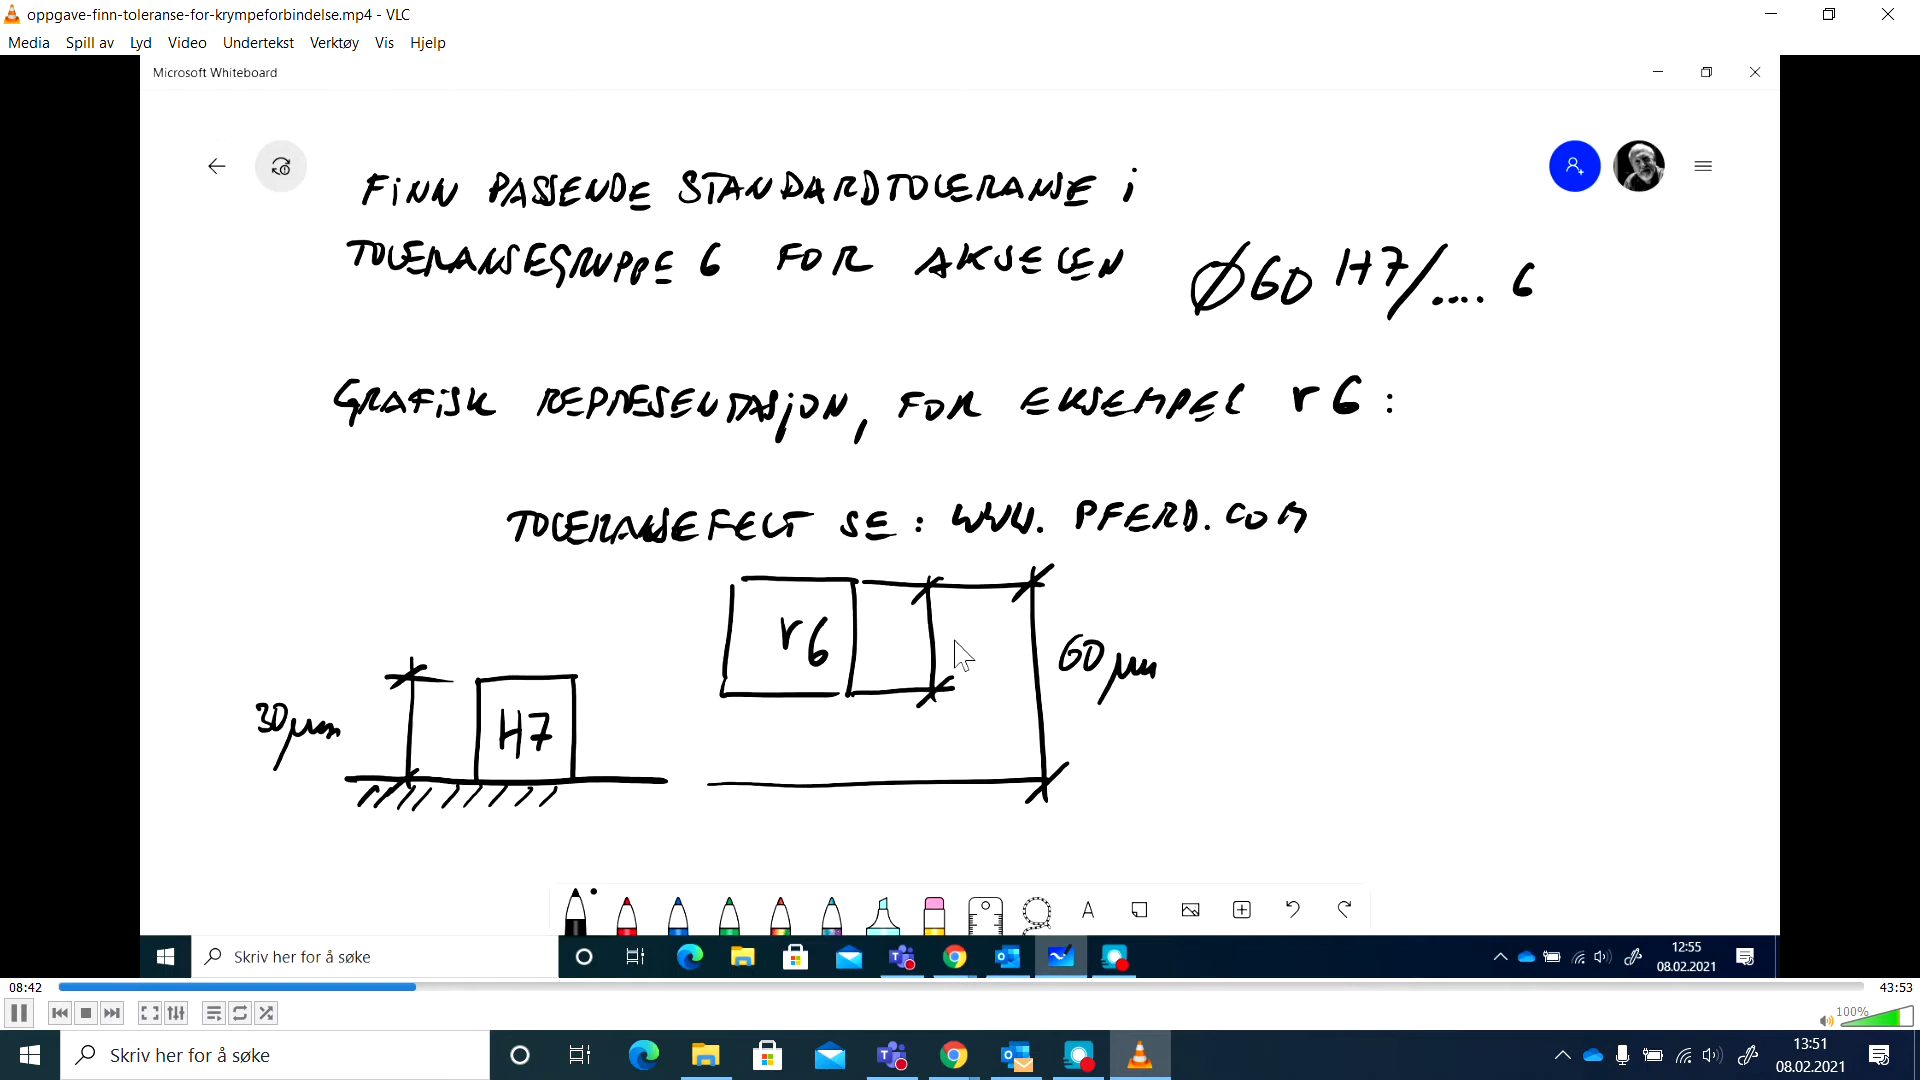 oppgave-finn-toleranse-for-krympeforbindelse.mp4 - VLC
Media Spill av Lyd Video Undertekst Verktøy Vis Hjelp
Microsoft Whiteboard
FINN PASSENDE STANDARDTOLERANSE i
TOLERANSEGRUPPE 6 FOR AKSELEN
Ø60 H7/.... 6
GRAFISK REPRESENTASJON, FOR EKSEMPEL r6:
TOLERANSEFELT SE: WWW.PFERD.COM
r6
60 μm
30 μm
H7
Skriv her for å søke
12:55
08.02.2021
08:42
43:53
100%
Skriv her for å søke
13:51
08.02.2021